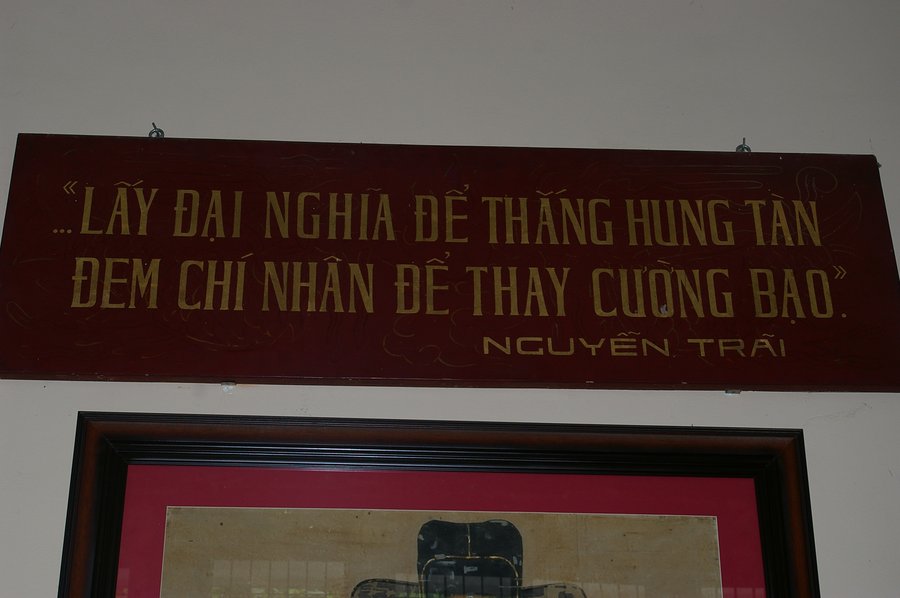 “...LẤY ĐẠI NGHĨA ĐỂ THẮNG HUNG TÀN
ĐEM CHÍ NHÂN ĐỂ THAY CƯỜNG BẠO”.
NGUYỄN TRÃI